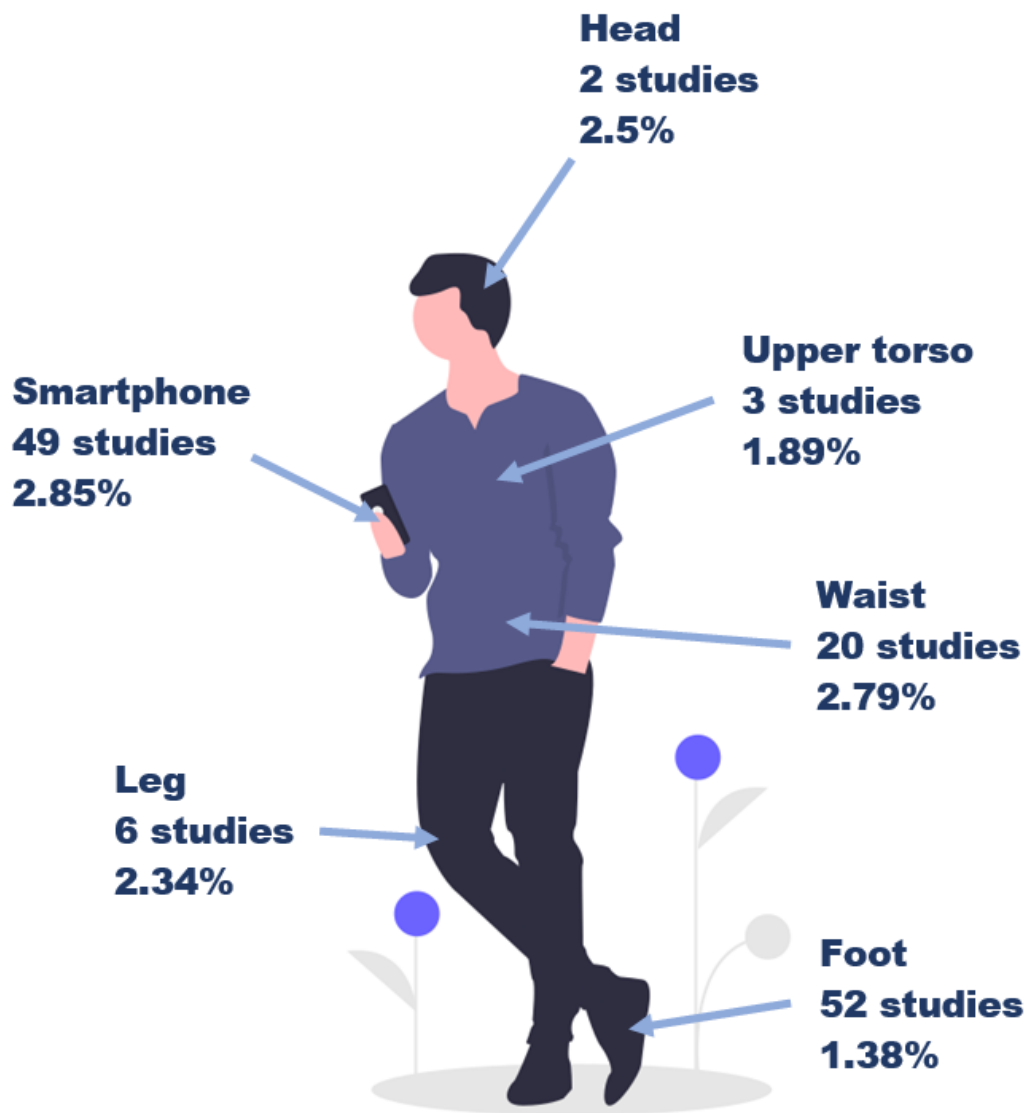 Head
2 studies
2.5%
Upper torso
3 studies
1.89%
Smartphone
49 studies
2.85%
Waist
20 studies
2.79%
Leg
6 studies
2.34%
Foot
52 studies
1.38%